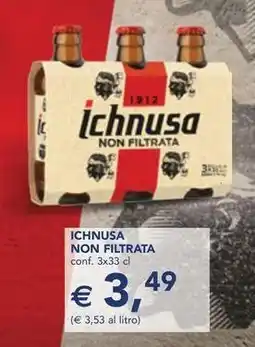 1912
ichnusa
NON FILTRATA
ICHNUSA
NON FILTRATA
conf. 3x33 cl
€ 3,49
(€ 3,53 al litro)